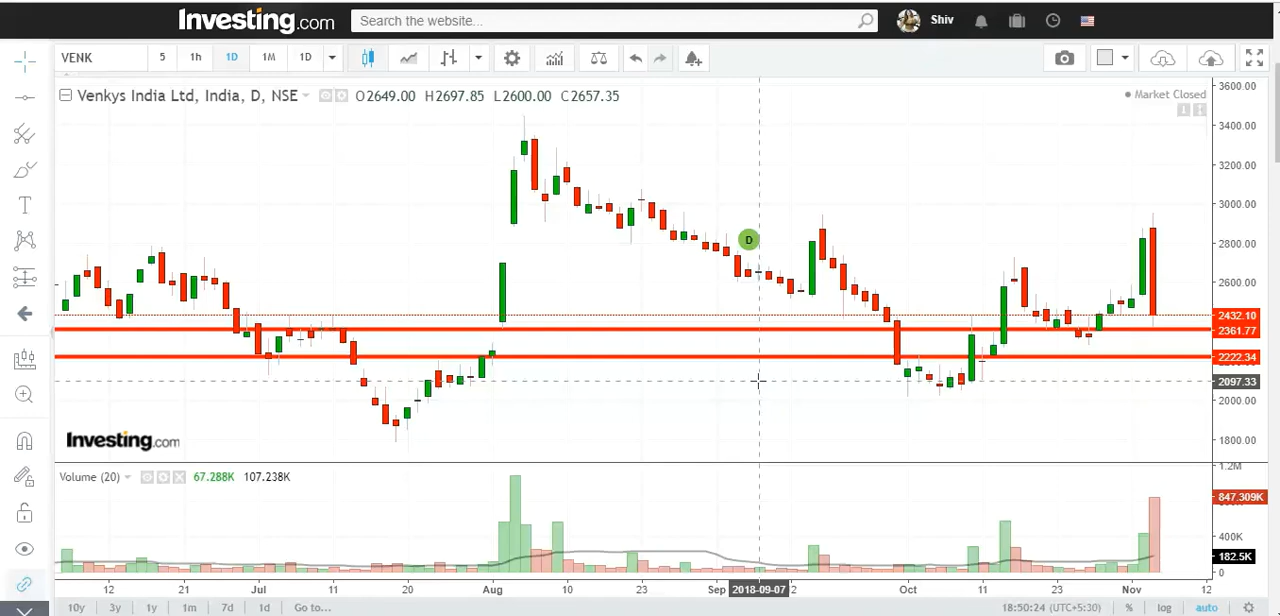 Investing.com
Search the website...
Shiv
VENK
5 1h 1D 1M 1D
Venkys India Ltd, India, D, NSE
O2649.00 H2697.85 L2600.00 C2657.35
Market Closed
3600.00
3400.00
3200.00
3000.00
2800.00
D
2600.00
2432.10
2361.77
2222.34
2097.33
2000.00
1800.00
Investing.com
Volume (20) 67.288K 107.238K
1.2M
847.309K
400K
182.5K
0
12 21 Jul 11 20 Aug 10 23 Sep 2018-09-07 2 Oct 11 23 Nov 12
10y 3y 1y 1m 7d 1d Go to...
18:50:24 (UTC+5:30) % log auto